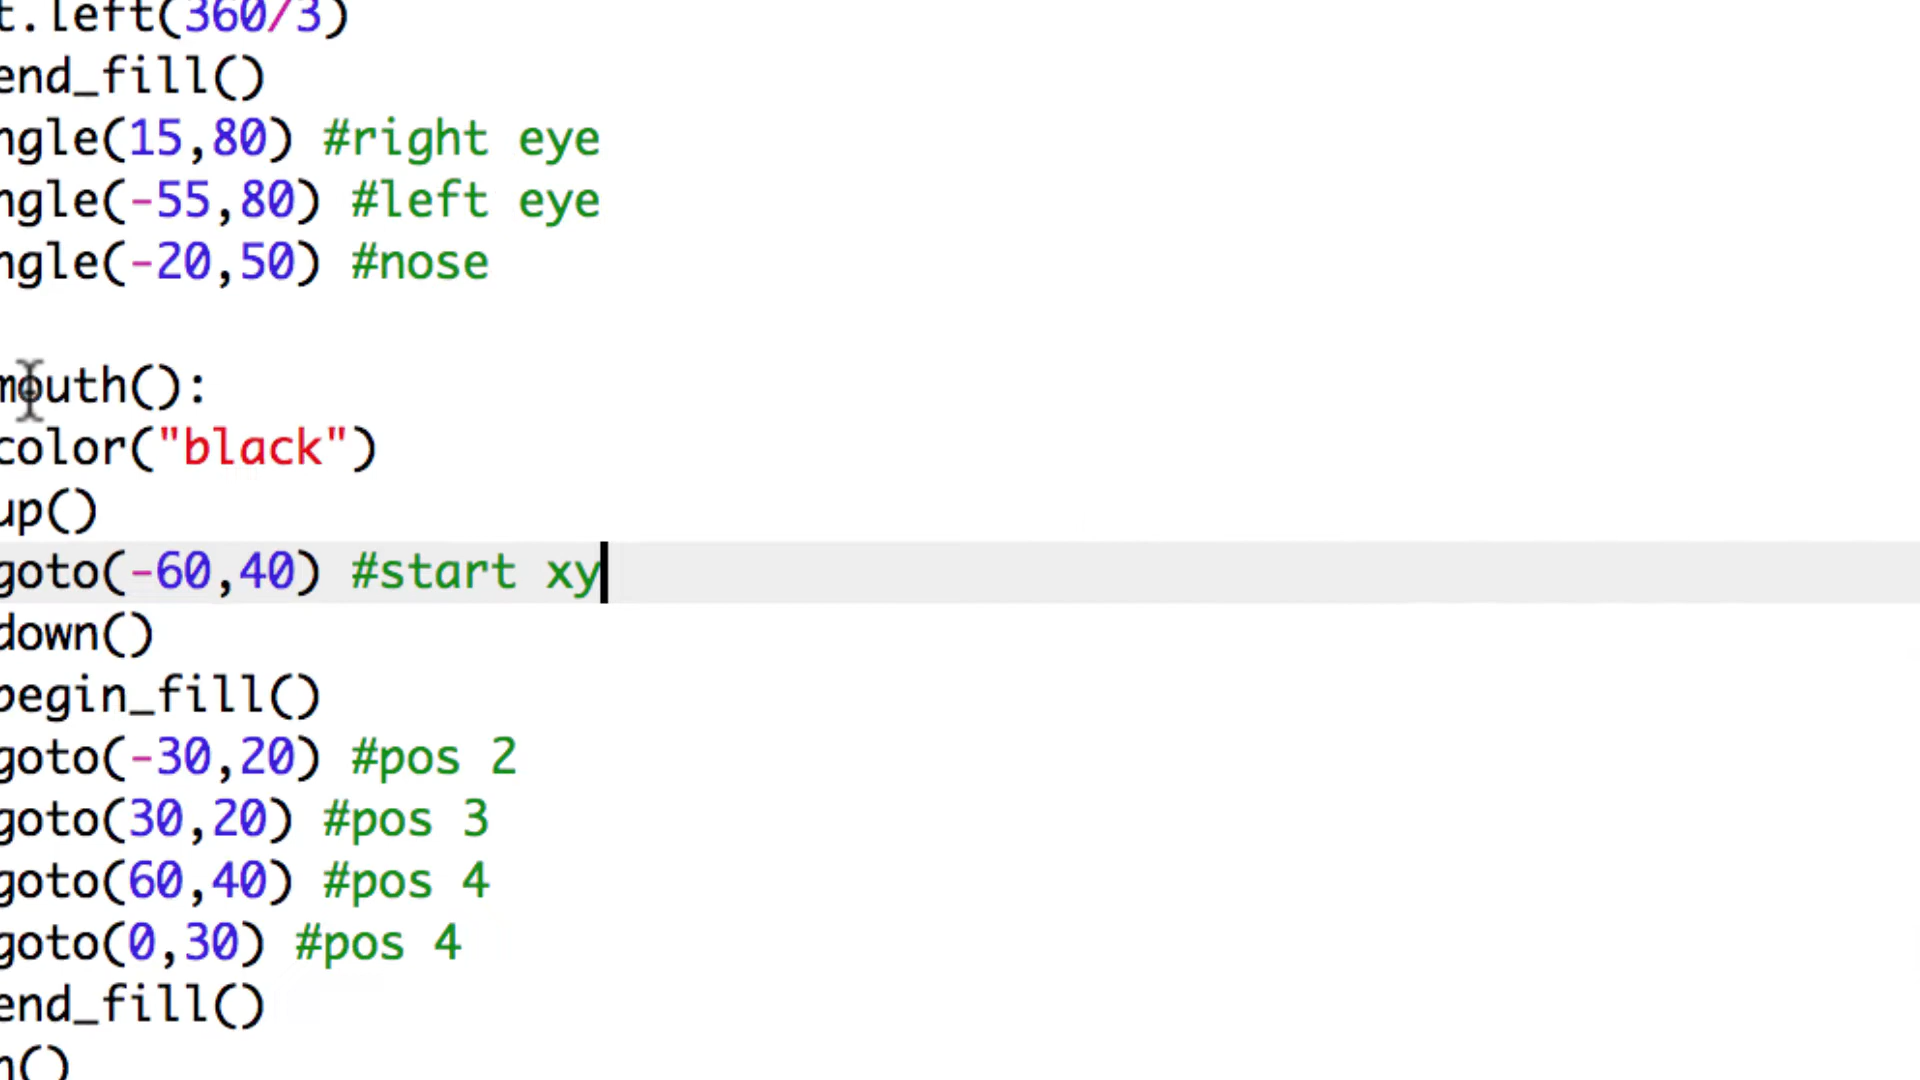 t.left(360/3)
end_fill()
ngle(15,80) #right eye
ngle(-55,80) #left eye
ngle(-20,50) #nose
mouth():
color("black")
up()
goto(-60,40) #start xy
down()
begin_fill()
goto(-30,20) #pos 2
goto(30,20) #pos 3
goto(60,40) #pos 4
goto(0,30) #pos 4
end_fill()
h()